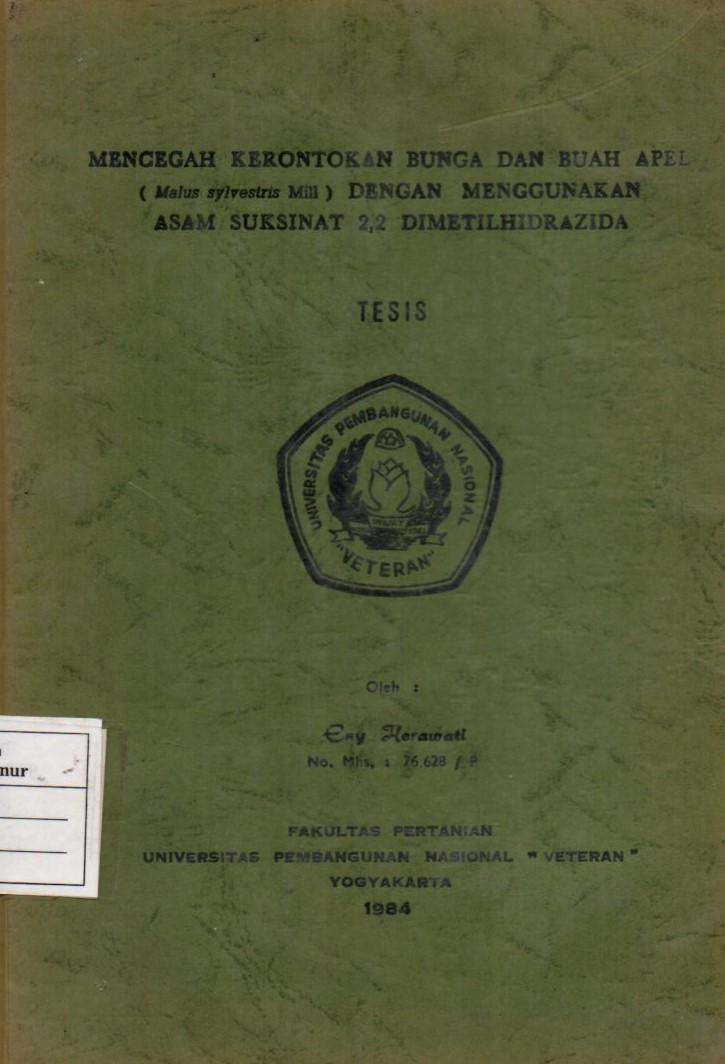 MENCEGAH KERONTOKAN BUNGA DAN BUAH APEL
( Malus sylvestris Mill ) DENGAN MENGGUNAKAN
ASAM SUKSINAT 2,2 DIMETILHIDRAZIDA
TESIS
UNIVERSITAS PEMBANGUNAN NASIONAL
"VETERAN"
Oleh :
Eny Herawati
No. Mhs. : 76.628 / P
FAKULTAS PERTANIAN
UNIVERSITAS PEMBANGUNAN NASIONAL " VETERAN "
YOGYAKARTA
1984
mur